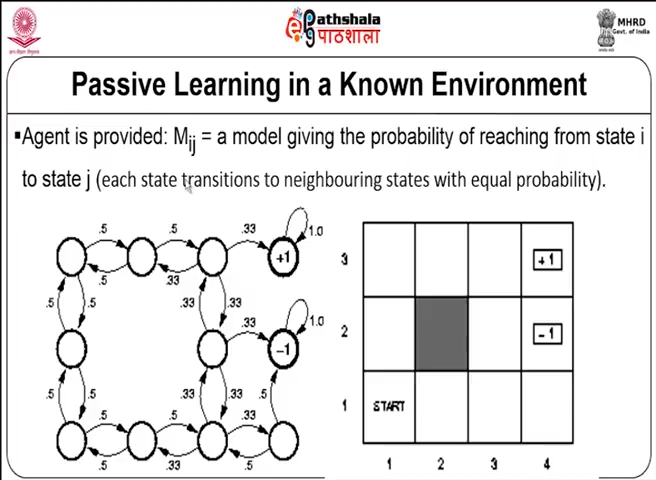 Pathshala
पाठशाला
MHRD
Govt. of India
Passive Learning in a Known Environment
▪Agent is provided: Mij = a model giving the probability of reaching from state i
to state j (each state transitions to neighbouring states with equal probability).
.5 .5 .33 1.0
+1
.5 .33
.5 .5 .33 .33
.33 1.0
−1
.5 .5 .33 .33 .5
.5 .5 .33
.5 .33 .5
3 +1
2 −1
1 START
1 2 3 4